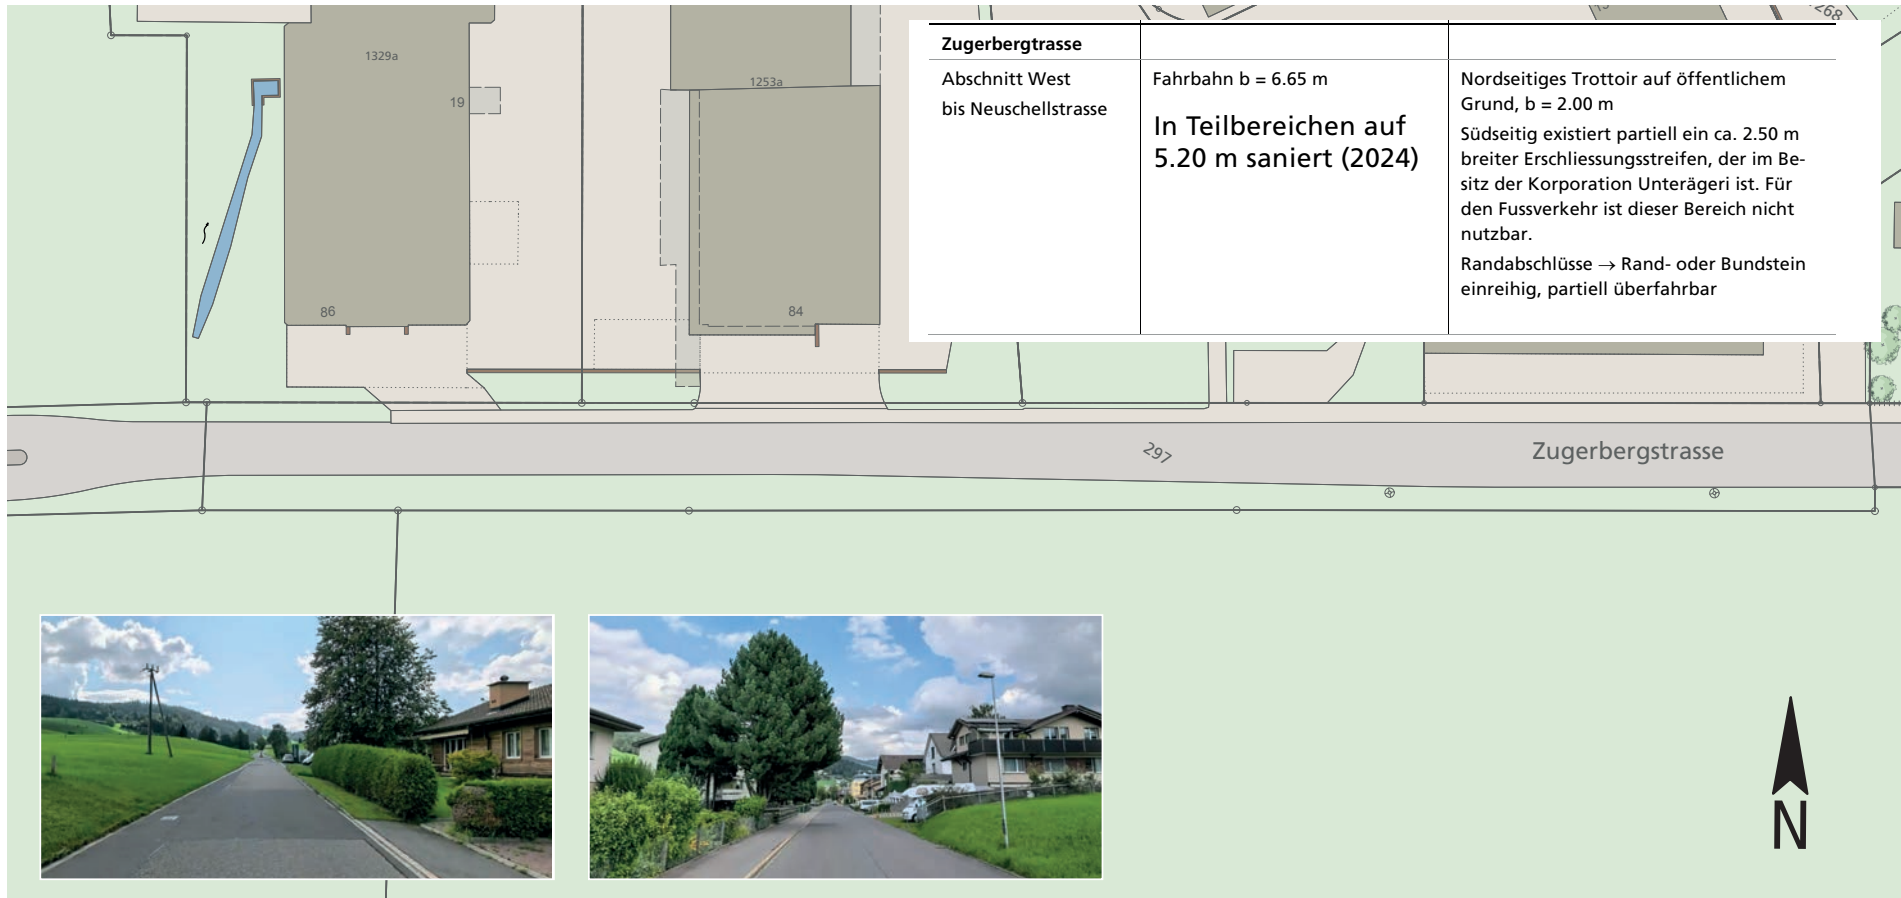 1329a
19
86
1253a
84
1268
Zugerbergtrasse
Abschnitt West
bis Neuschellstrasse
Fahrbahn b = 6.65 m
In Teilbereichen auf
5.20 m saniert (2024)
Nordseitiges Trottoir auf öffentlichem
Grund, b = 2.00 m
Südseitig existiert partiell ein ca. 2.50 m
breiter Erschliessungsstreifen, der im Be-
sitz der Korporation Unterägeri ist. Für
den Fussverkehr ist dieser Bereich nicht
nutzbar.
Randabschlüsse → Rand- oder Bundstein
einreihig, partiell überfahrbar
297
Zugerbergstrasse
N